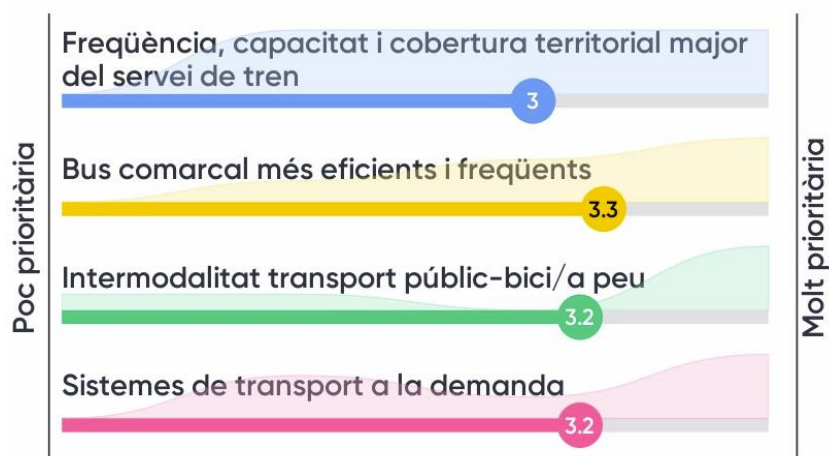 Poc prioritària
Freqüència, capacitat i cobertura territorial major
del servei de tren
3
Bus comarcal més eficients i freqüents
3.3
Intermodalitat transport públic-bici/a peu
3.2
Sistemes de transport a la demanda
3.2
Molt prioritària